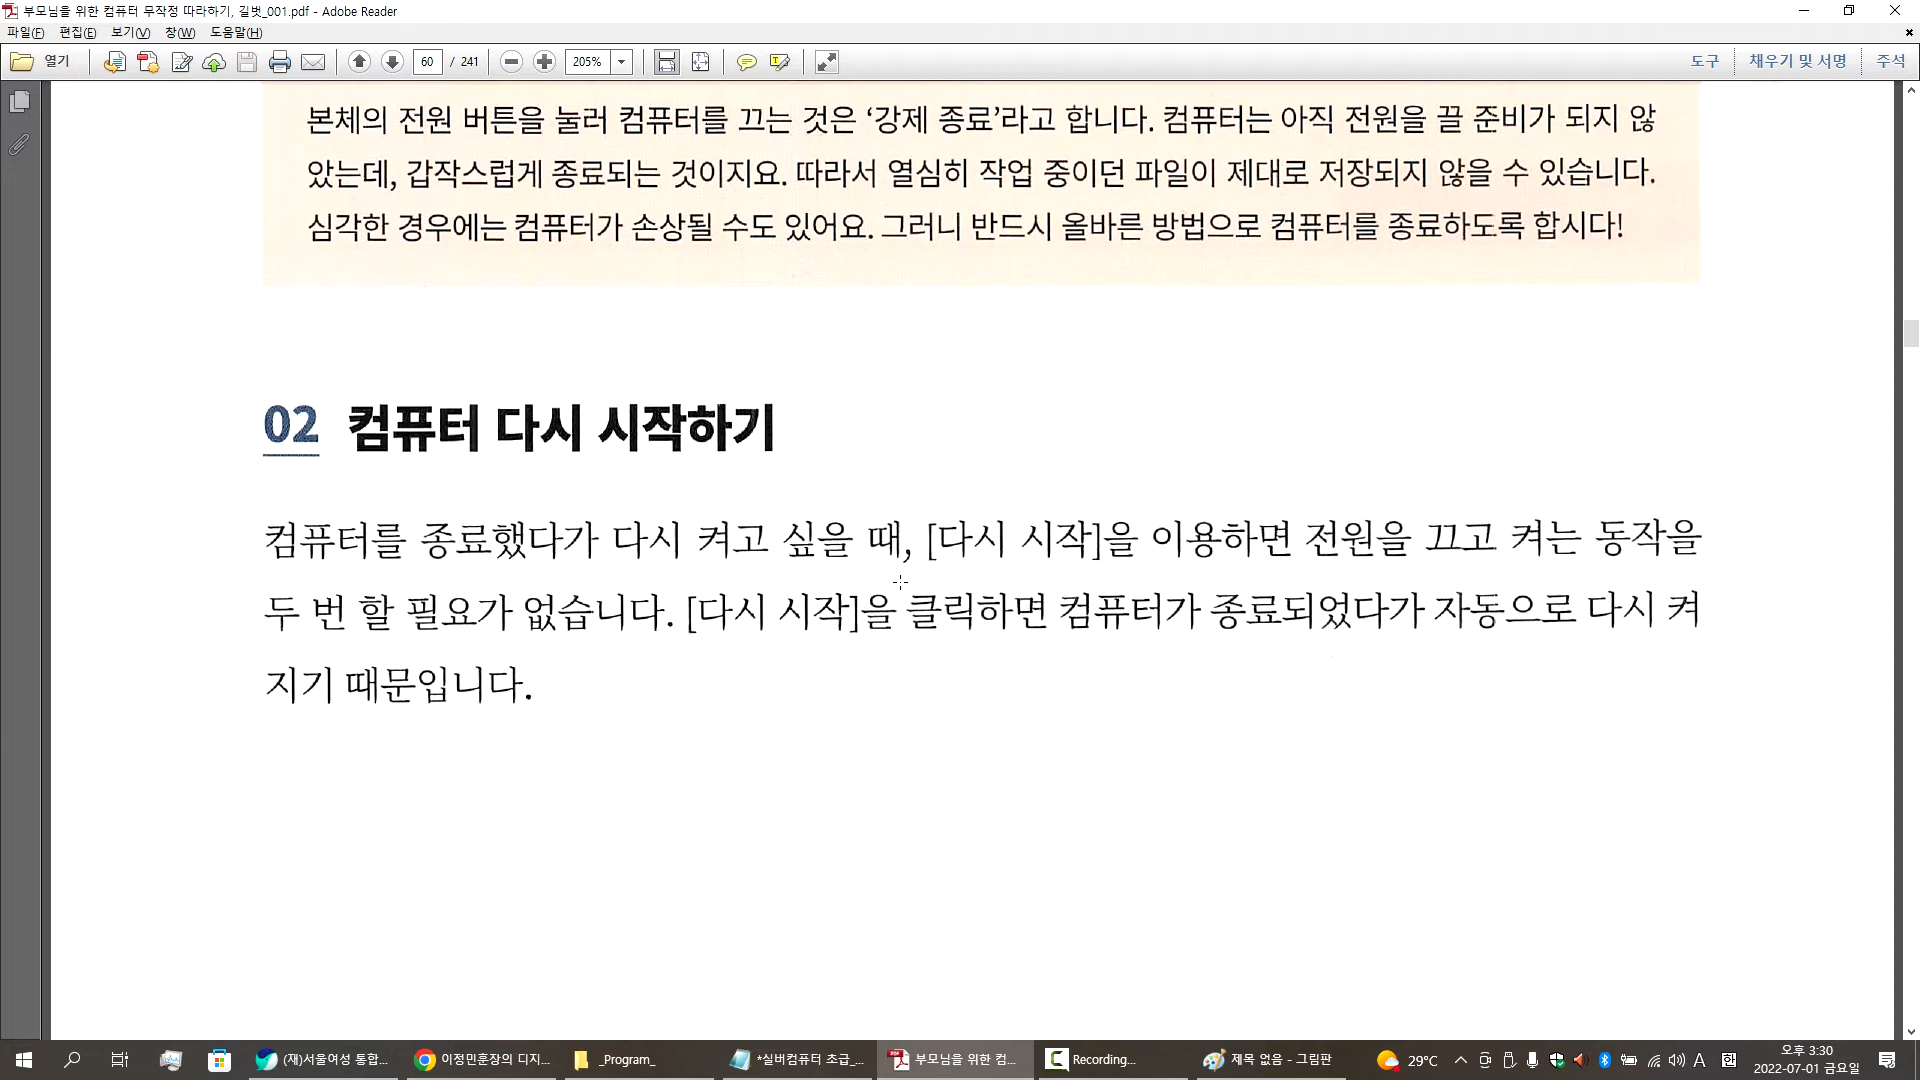 부모님을 위한 컴퓨터 무작정 따라하기, 길벗_001.pdf - Adobe Reader
파일(F) 편집(E) 보기(V) 창(W) 도움말(H)
열기 60 / 241 205% 도구 채우기 및 서명 주석
본체의 전원 버튼을 눌러 컴퓨터를 끄는 것은 ‘강제 종료’라고 합니다. 컴퓨터는 아직 전원을 끌 준비가 되지 않
았는데, 갑작스럽게 종료되는 것이지요. 따라서 열심히 작업 중이던 파일이 제대로 저장되지 않을 수 있습니다.
심각한 경우에는 컴퓨터가 손상될 수도 있어요. 그러니 반드시 올바른 방법으로 컴퓨터를 종료하도록 합시다!
02 컴퓨터 다시 시작하기
컴퓨터를 종료했다가 다시 켜고 싶을 때, [다시 시작]을 이용하면 전원을 끄고 켜는 동작을
두 번 할 필요가 없습니다. [다시 시작]을 클릭하면 컴퓨터가 종료되었다가 자동으로 다시 켜
지기 때문입니다.
(재)서울여성 통합... 이정민훈장의 디지... _Program_ *실버컴퓨터 초급_... 부모님을 위한 컴... Recording... 제목 없음 - 그림판 29°C A 한 오후 3:30
2022-07-01 금요일